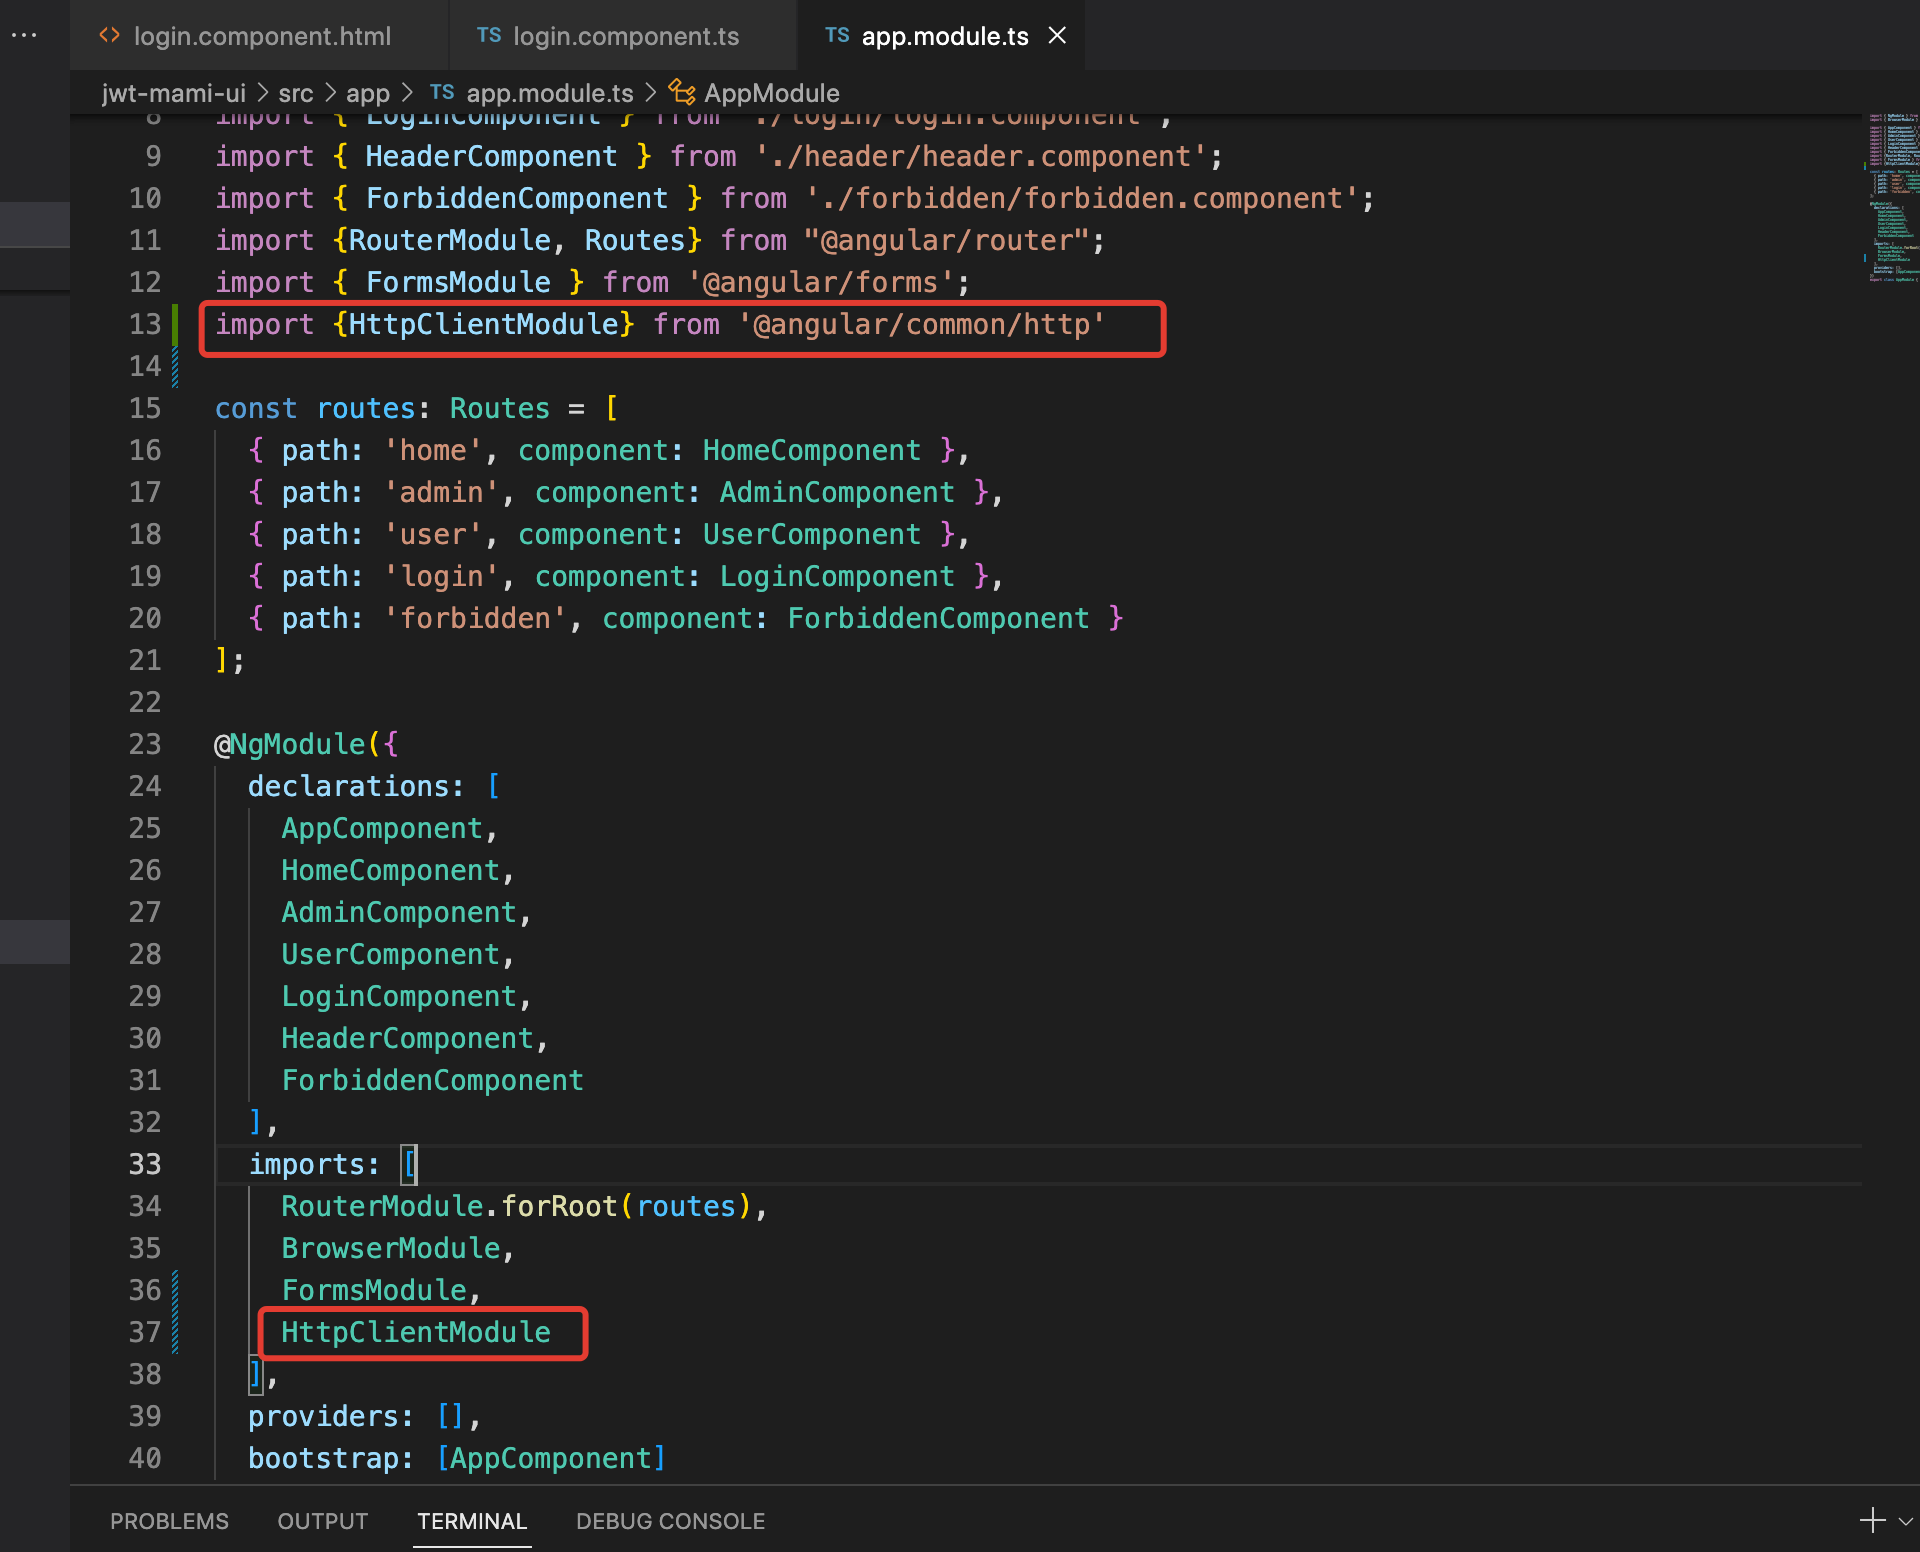 login.component.html
TS login.component.ts
TS app.module.ts
jwt-mami-ui > src > app > TS app.module.ts > AppModule
8 import { LoginComponent } from './login/login.component';
9 import { HeaderComponent } from './header/header.component';
10 import { ForbiddenComponent } from './forbidden/forbidden.component';
11 import {RouterModule, Routes} from "@angular/router";
12 import { FormsModule } from '@angular/forms';
13 import {HttpClientModule} from '@angular/common/http'
14
15 const routes: Routes = [
16 { path: 'home', component: HomeComponent },
17 { path: 'admin', component: AdminComponent },
18 { path: 'user', component: UserComponent },
19 { path: 'login', component: LoginComponent },
20 { path: 'forbidden', component: ForbiddenComponent }
21 ];
22
23 @NgModule({
24 declarations: [
25 AppComponent,
26 HomeComponent,
27 AdminComponent,
28 UserComponent,
29 LoginComponent,
30 HeaderComponent,
31 ForbiddenComponent
32 ],
33 imports: [
34 RouterModule.forRoot(routes),
35 BrowserModule,
36 FormsModule,
37 HttpClientModule
38 ],
39 providers: [],
40 bootstrap: [AppComponent]
PROBLEMS OUTPUT TERMINAL DEBUG CONSOLE